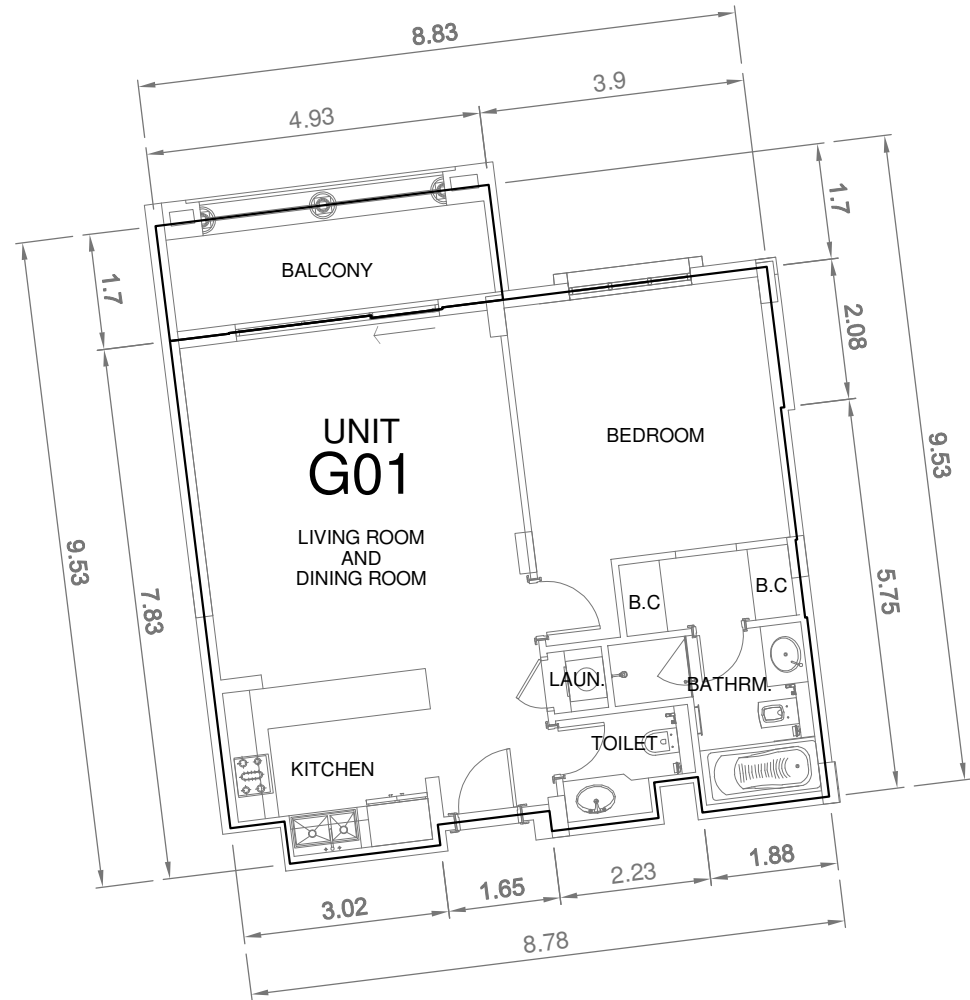 8.83
4.93
3.9
1.7
1.7
2.08
BALCONY
UNIT
G01
BEDROOM
LIVING ROOM
AND
DINING ROOM
9.53
9.53
7.83
5.75
B.C
B.C
LAUN.
BATHRM.
TOILET
KITCHEN
3.02
1.65
2.23
1.88
8.78